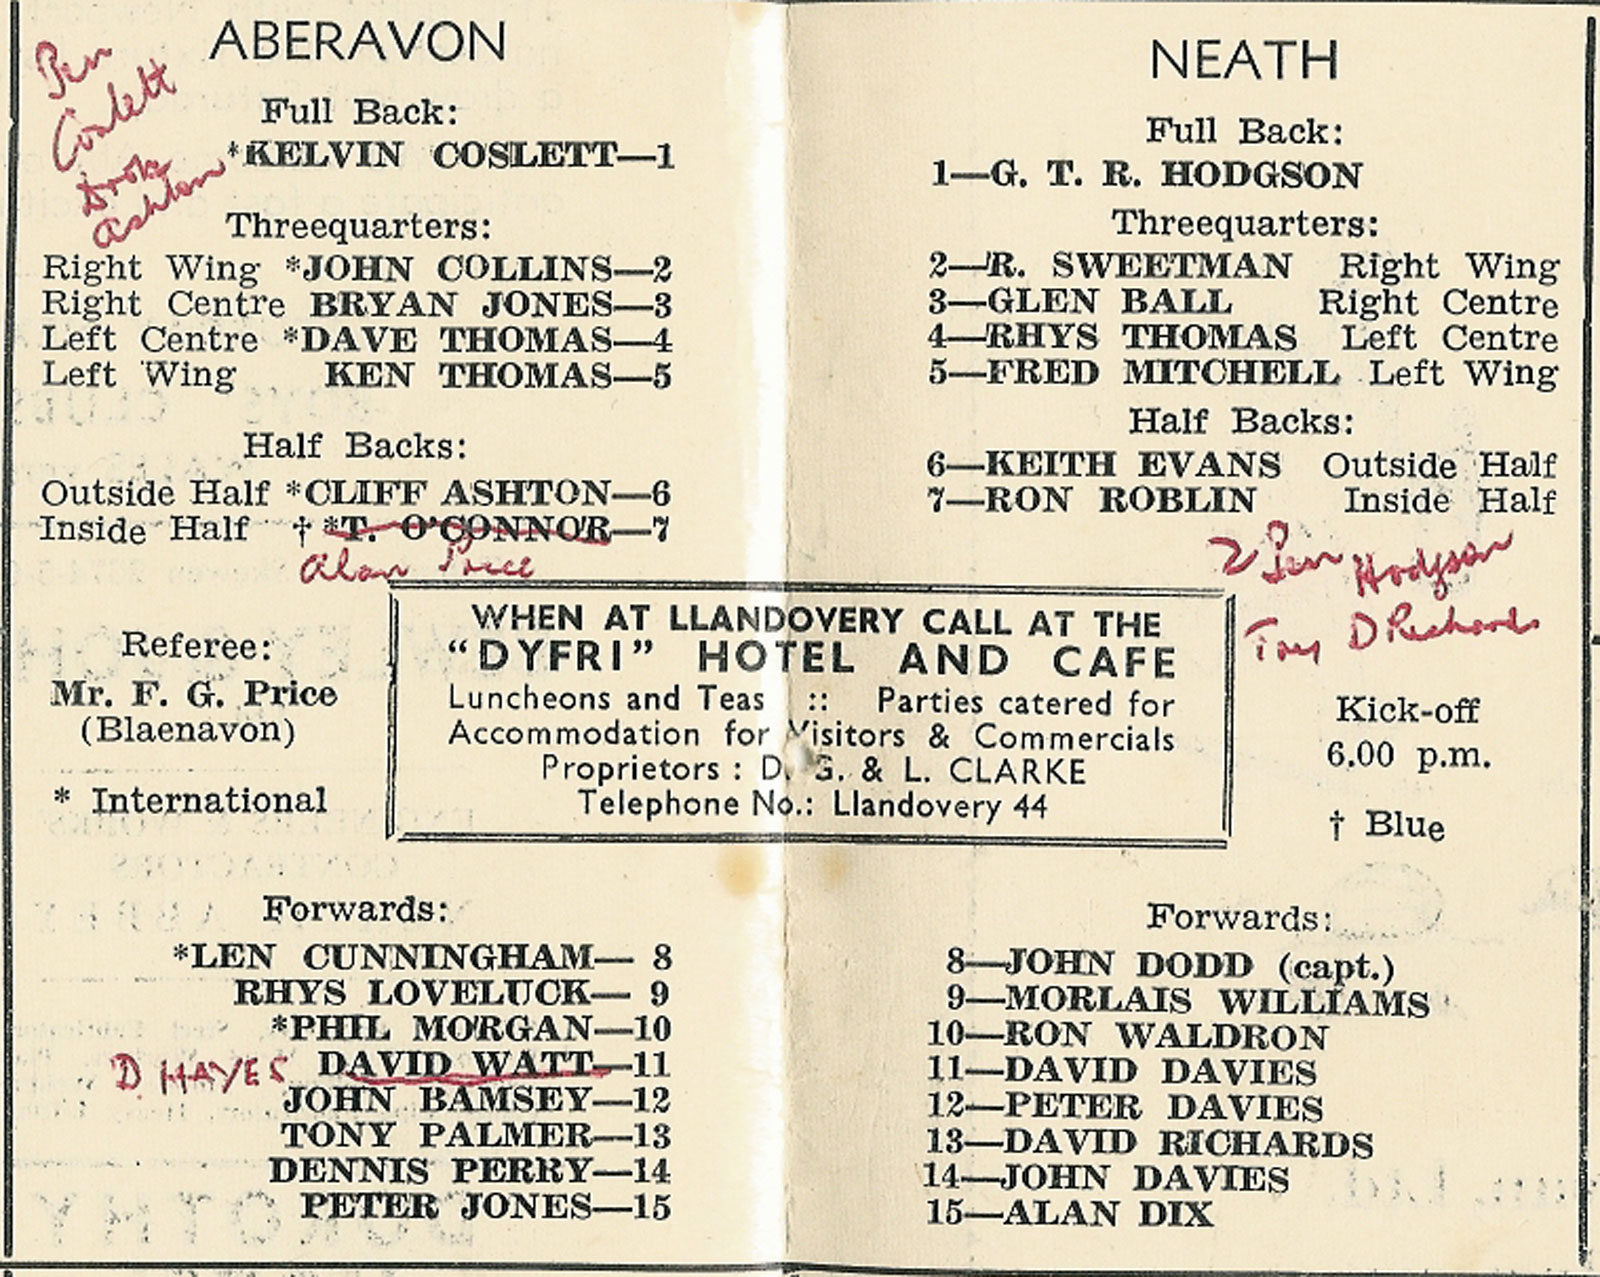 ABERAVON
Pen
Coslett
Drop
Ashton
Full Back:
*KELVIN COSLETT—1
Threequarters:
Right Wing *JOHN COLLINS—2
Right Centre BRYAN JONES—3
Left Centre *DAVE THOMAS—4
Left Wing KEN THOMAS—5
Half Backs:
Outside Half *CLIFF ASHTON—6
Inside Half † *T. O'CONNOR—7
Alan Price
Referee:
Mr. F. G. Price
(Blaenavon)
* International
Forwards:
*LEN CUNNINGHAM— 8
RHYS LOVELUCK— 9
*PHIL MORGAN—10
D HAYES DAVID WATT—11
JOHN BAMSEY—12
TONY PALMER—13
DENNIS PERRY—14
PETER JONES—15
WHEN AT LLANDOVERY CALL AT THE
"DYFRI" HOTEL AND CAFE
Luncheons and Teas :: Parties catered for
Accommodation for Visitors & Commercials
Proprietors : D. G. & L. CLARKE
Telephone No.: Llandovery 44
NEATH
Full Back:
1—G. T. R. HODGSON
Threequarters:
2—R. SWEETMAN Right Wing
3—GLEN BALL Right Centre
4—RHYS THOMAS Left Centre
5—FRED MITCHELL Left Wing
Half Backs:
6—KEITH EVANS Outside Half
7—RON ROBLIN Inside Half
2 Pen Hodgson
Try D Richards
Kick-off
6.00 p.m.
† Blue
Forwards:
8—JOHN DODD (capt.)
9—MORLAIS WILLIAMS
10—RON WALDRON
11—DAVID DAVIES
12—PETER DAVIES
13—DAVID RICHARDS
14—JOHN DAVIES
15—ALAN DIX